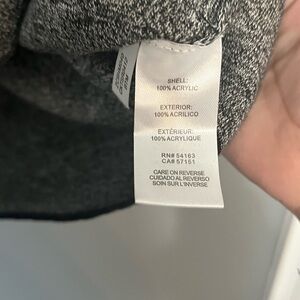 SHELL:
100% ACRYLIC
EXTERIOR:
100% ACRILICO
EXTÉRIEUR:
100% ACRYLIQUE
RN# 54163
CA# 57151
CARE ON REVERSE
CUIDADO AL REVERSO
SOIN SUR L'INVERSE